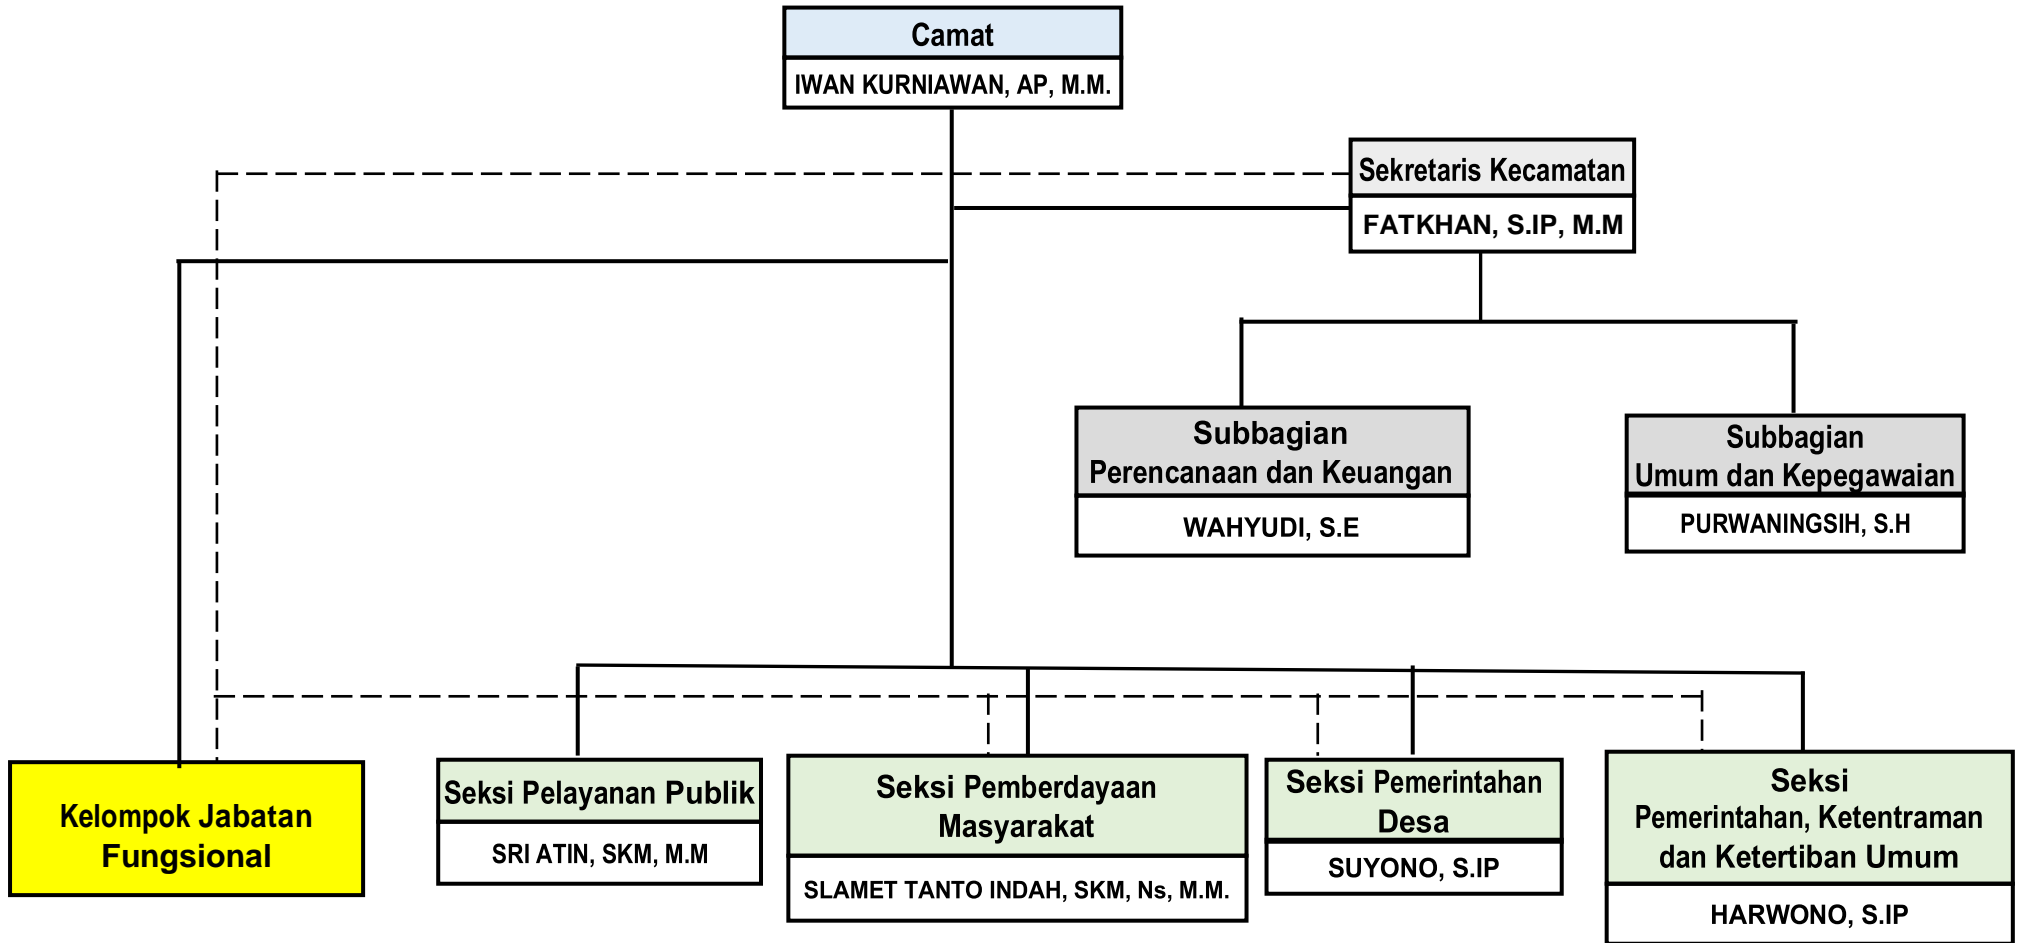 Camat
IWAN KURNIAWAN, AP, M.M.
Sekretaris Kecamatan
FATKHAN, S.IP, M.M
Subbagian
Perencanaan dan Keuangan
WAHYUDI, S.E
Subbagian
Umum dan Kepegawaian
PURWANINGSIH, S.H
Kelompok Jabatan
Fungsional
Seksi Pelayanan Publik
SRI ATIN, SKM, M.M
Seksi Pemberdayaan
Masyarakat
SLAMET TANTO INDAH, SKM, Ns, M.M.
Seksi Pemerintahan
Desa
SUYONO, S.IP
Seksi
Pemerintahan, Ketentraman
dan Ketertiban Umum
HARWONO, S.IP